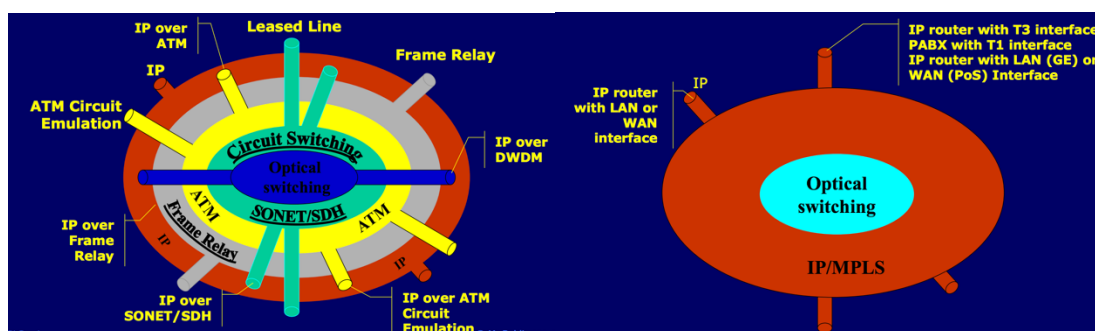 IP over
ATM
Leased Line
Frame Relay
IP
ATM Circuit
Emulation
Circuit Switching
Optical
switching
IP over
DWDM
ATM
SONET/SDH
ATM
IP over
Frame
Relay
IP
Frame Relay
IP
IP over
SONET/SDH
IP over ATM
Circuit
Emulation
IP router with T3 interface
PABX with T1 interface
IP router with LAN (GE) or
WAN (PoS) Interface
IP
IP router
with LAN or
WAN
interface
Optical
switching
IP/MPLS